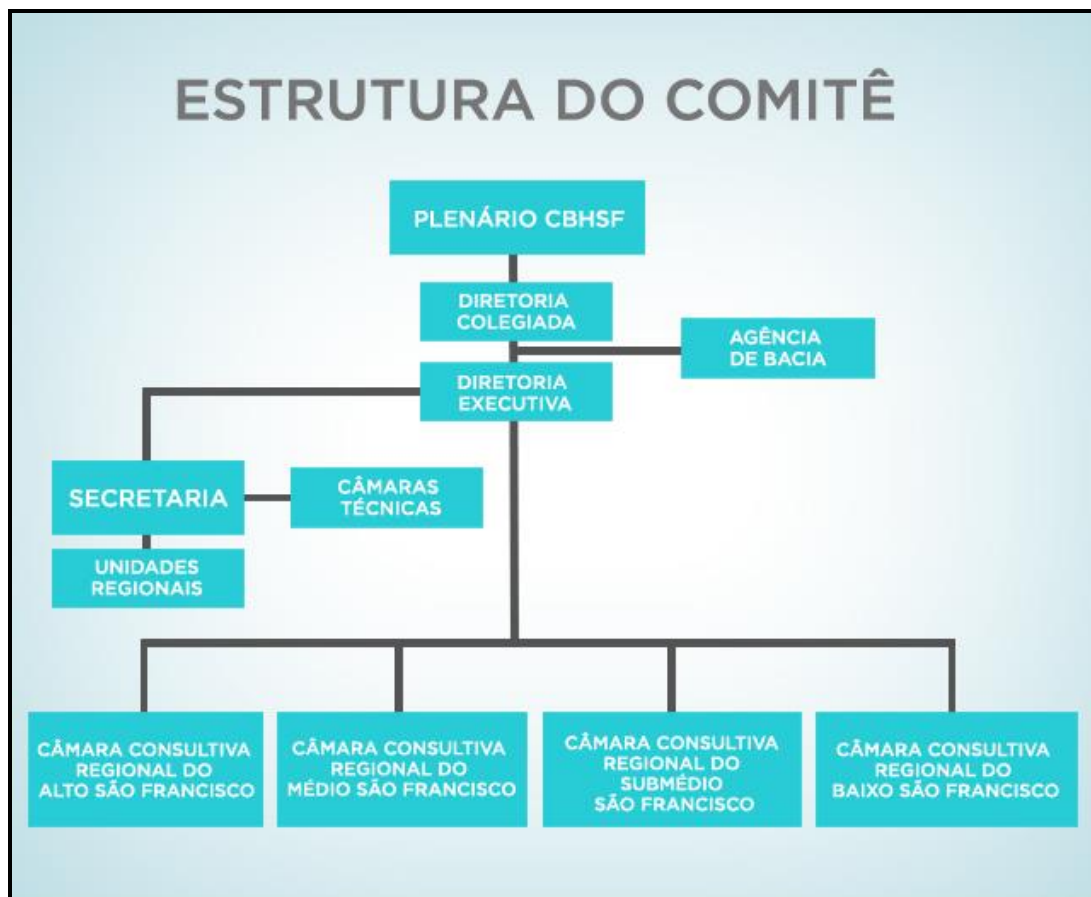 ESTRUTURA DO COMITÊ
PLENÁRIO CBHSF
DIRETORIA
COLEGIADA
AGÊNCIA
DE BACIA
DIRETORIA
EXECUTIVA
SECRETARIA
CÂMARAS
TÉCNICAS
UNIDADES
REGIONAIS
CÂMARA CONSULTIVA
REGIONAL DO
ALTO SÃO FRANCISCO
CÂMARA CONSULTIVA
REGIONAL DO
MÉDIO SÃO FRANCISCO
CÂMARA CONSULTIVA
REGIONAL DO
SUBMÉDIO
SÃO FRANCISCO
CÂMARA CONSULTIVA
REGIONAL DO
BAIXO SÃO FRANCISCO